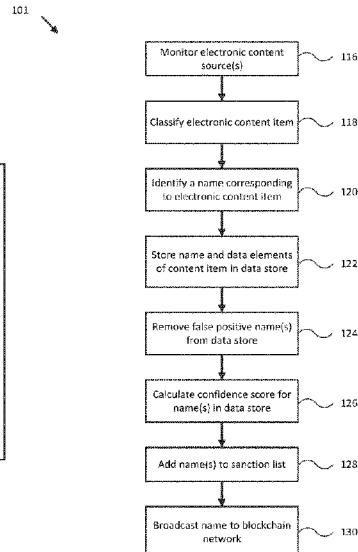 101
Monitor electronic content
source(s)
116
Classify electronic content item
118
Identify a name corresponding
to electronic content item
120
Store name and data elements
of content item in data store
122
Remove false positive name(s)
from data store
124
Calculate confidence score for
name(s) in data store
126
Add name(s) to sanction list
128
Broadcast name to blockchain
network
130